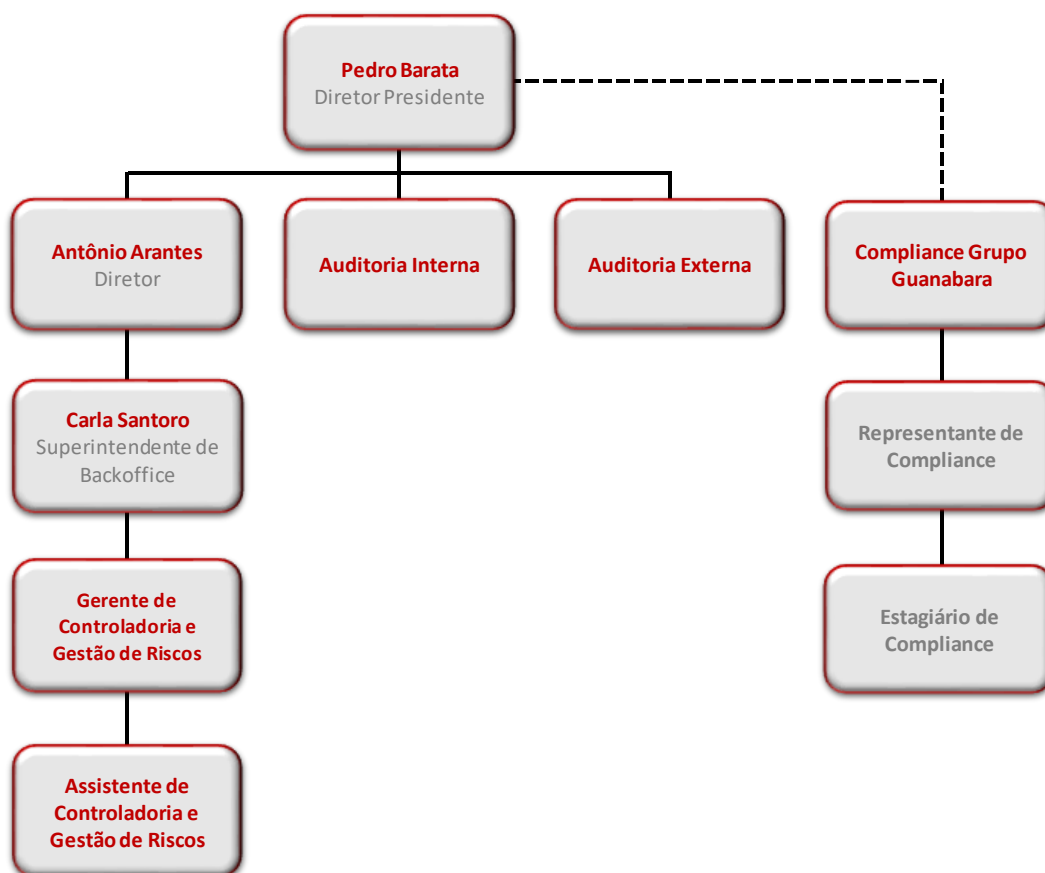 Pedro Barata
Diretor Presidente
Antônio Arantes
Diretor
Auditoria Interna
Auditoria Externa
Compliance Grupo
Guanabara
Carla Santoro
Superintendente de
Backoffice
Representante de
Compliance
Gerente de
Controladoria e
Gestão de Riscos
Estagiário de
Compliance
Assistente de
Controladoria e
Gestão de Riscos